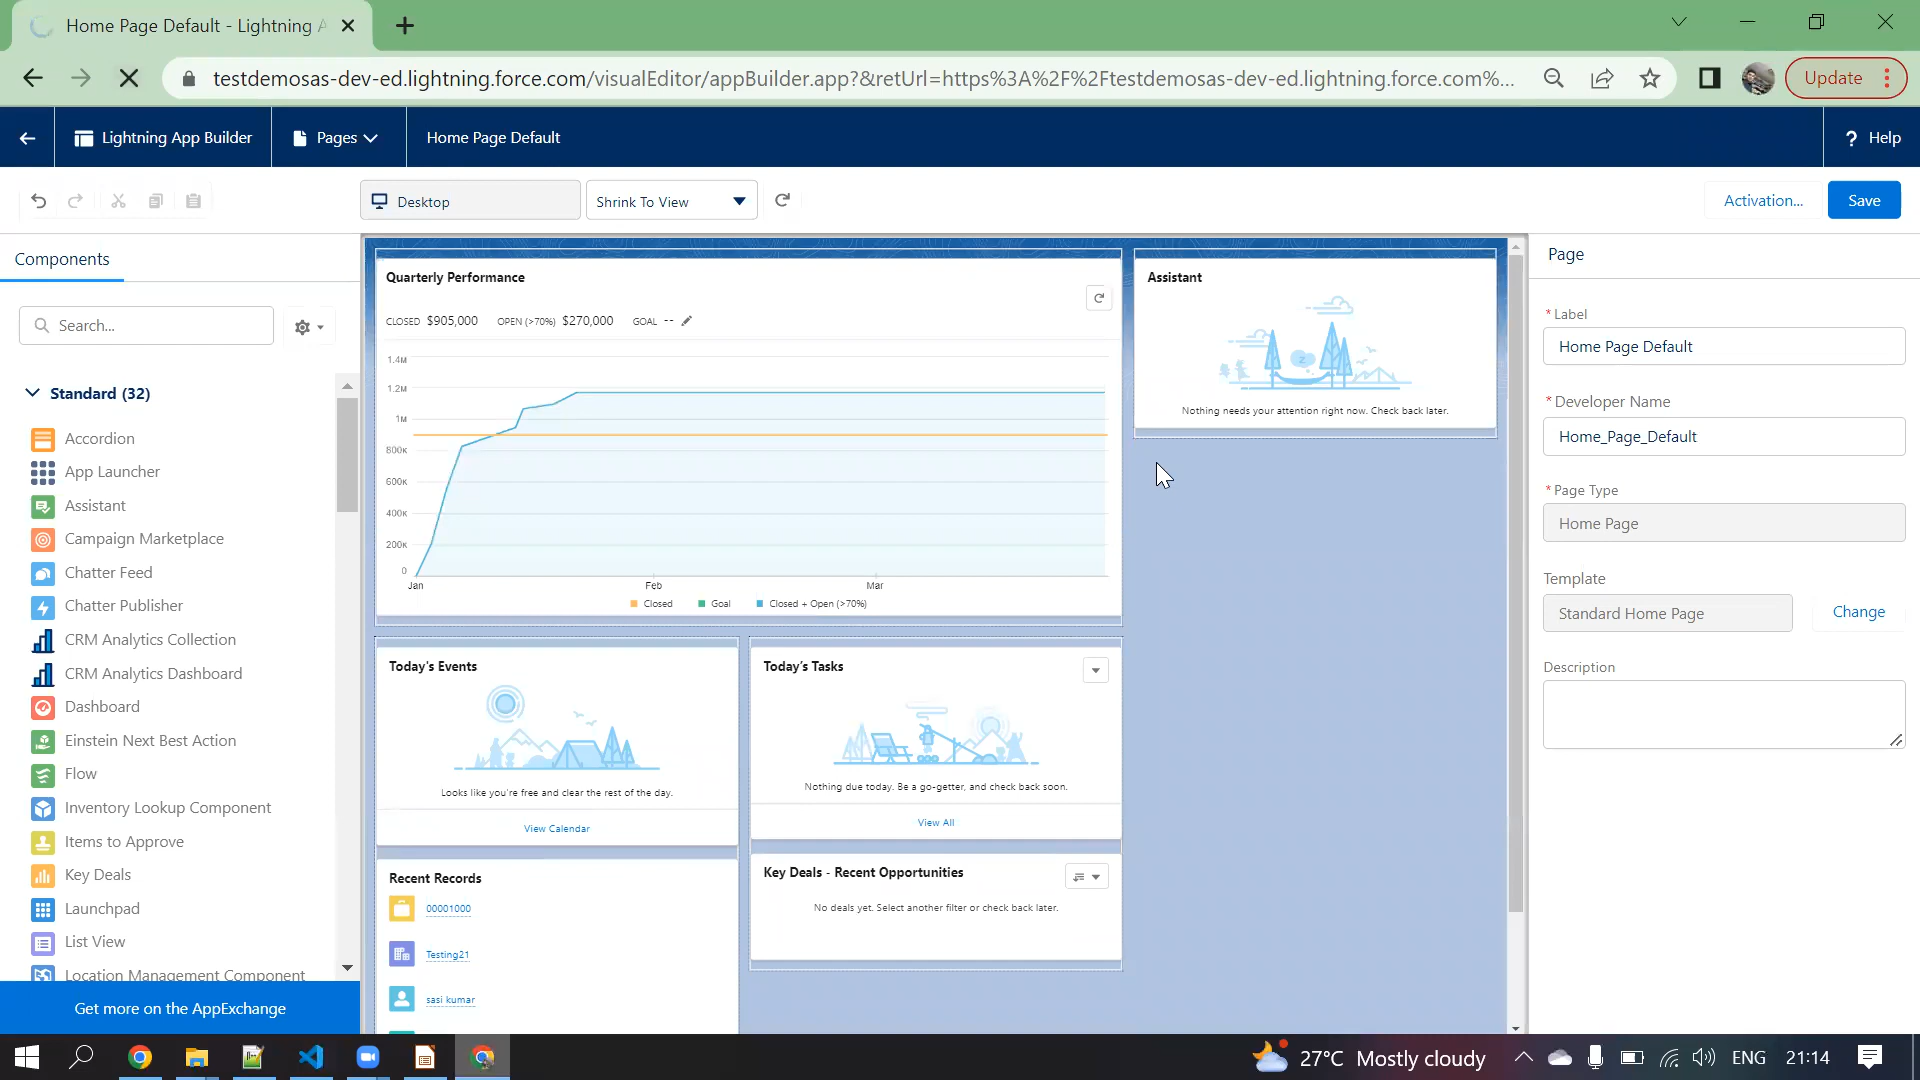 Home Page Default - Lightning A
testdemosas-dev-ed.lightning.force.com/visualEditor/appBuilder.app?&retUrl=https%3A%2F%2Ftestdemosas-dev-ed.lightning.force.com%...
Update
Lightning App Builder
Pages
Home Page Default
? Help
Desktop
Shrink To View
Activation...
Save
Components
Search...
Standard (32)
Accordion
App Launcher
Assistant
Campaign Marketplace
Chatter Feed
Chatter Publisher
CRM Analytics Collection
CRM Analytics Dashboard
Dashboard
Einstein Next Best Action
Flow
Inventory Lookup Component
Items to Approve
Key Deals
Launchpad
List View
Location Management Component
Get more on the AppExchange
Quarterly Performance
CLOSED $905,000 OPEN (>70%) $270,000 GOAL --
1.4M
1.2M
1M
800K
600K
400K
200K
0
Jan Feb Mar
Closed Goal Closed + Open (>70%)
Assistant
Nothing needs your attention right now. Check back later.
Today's Events
Looks like you're free and clear the rest of the day.
View Calendar
Today's Tasks
Nothing due today. Be a go-getter, and check back soon.
View All
Recent Records
00001000
Testing21
sasi kumar
Key Deals - Recent Opportunities
No deals yet. Select another filter or check back later.
Page
*Label
Home Page Default
*Developer Name
Home_Page_Default
*Page Type
Home Page
Template
Standard Home Page
Change
Description
27°C Mostly cloudy
ENG
21:14